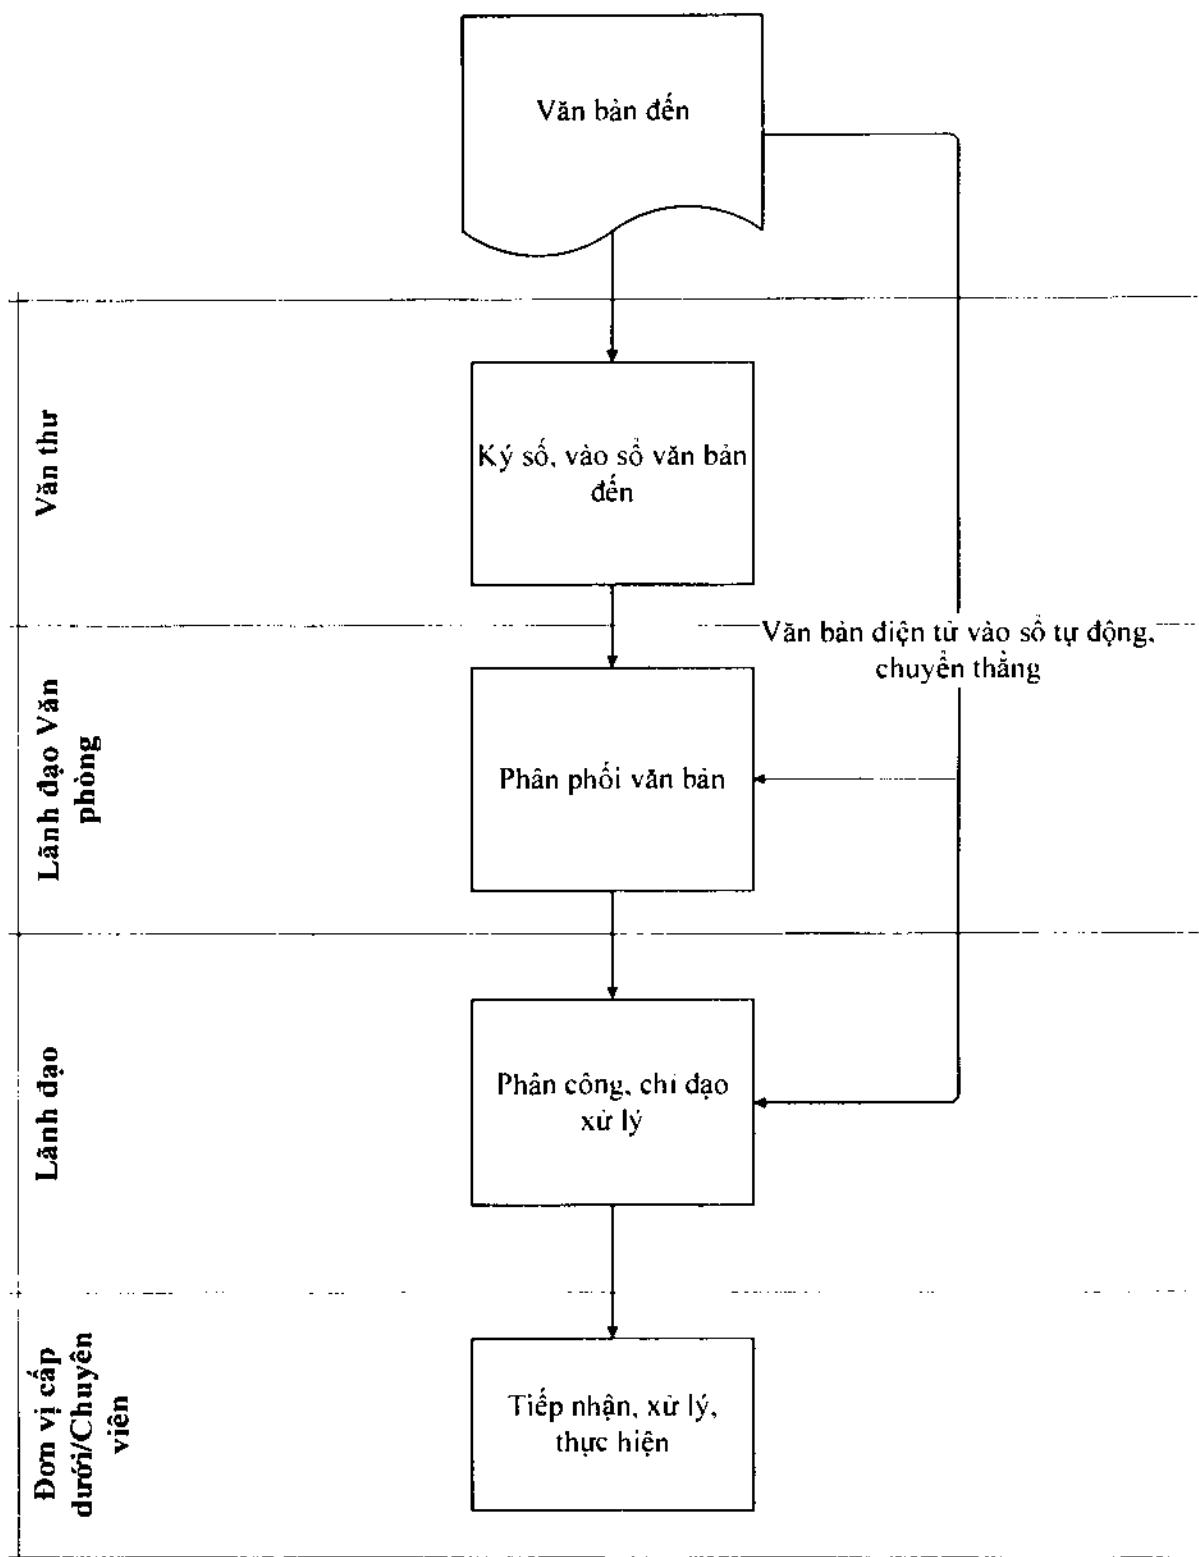 Văn bản đến
Văn thư
Ký số, vào sổ văn bản
đến
Văn bản điện tử vào sổ tự động,
chuyển thẳng
Lãnh đạo Văn
phòng
Phân phối văn bản
Lãnh đạo
Phân công, chỉ đạo
xử lý
Đơn vị cấp
dưới/Chuyên
viên
Tiếp nhận, xử lý,
thực hiện